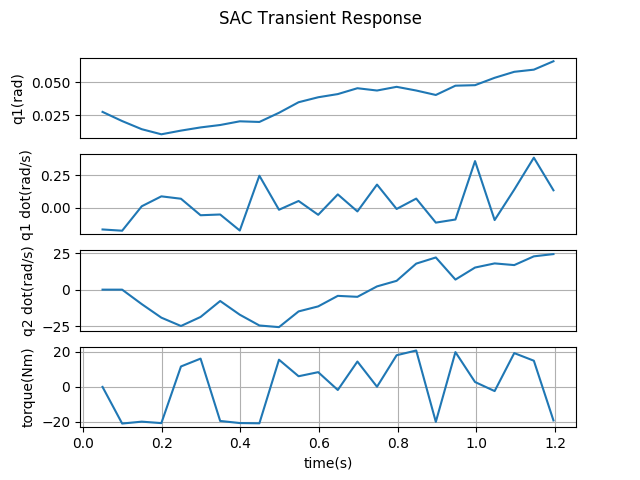 SAC Transient Response
q1(rad)
0.050
0.025
q1 dot(rad/s)
0.25
0.00
q2 dot(rad/s)
25
0
−25
torque(Nm)
20
0
−20
0.0 0.2 0.4 0.6 0.8 1.0 1.2
time(s)